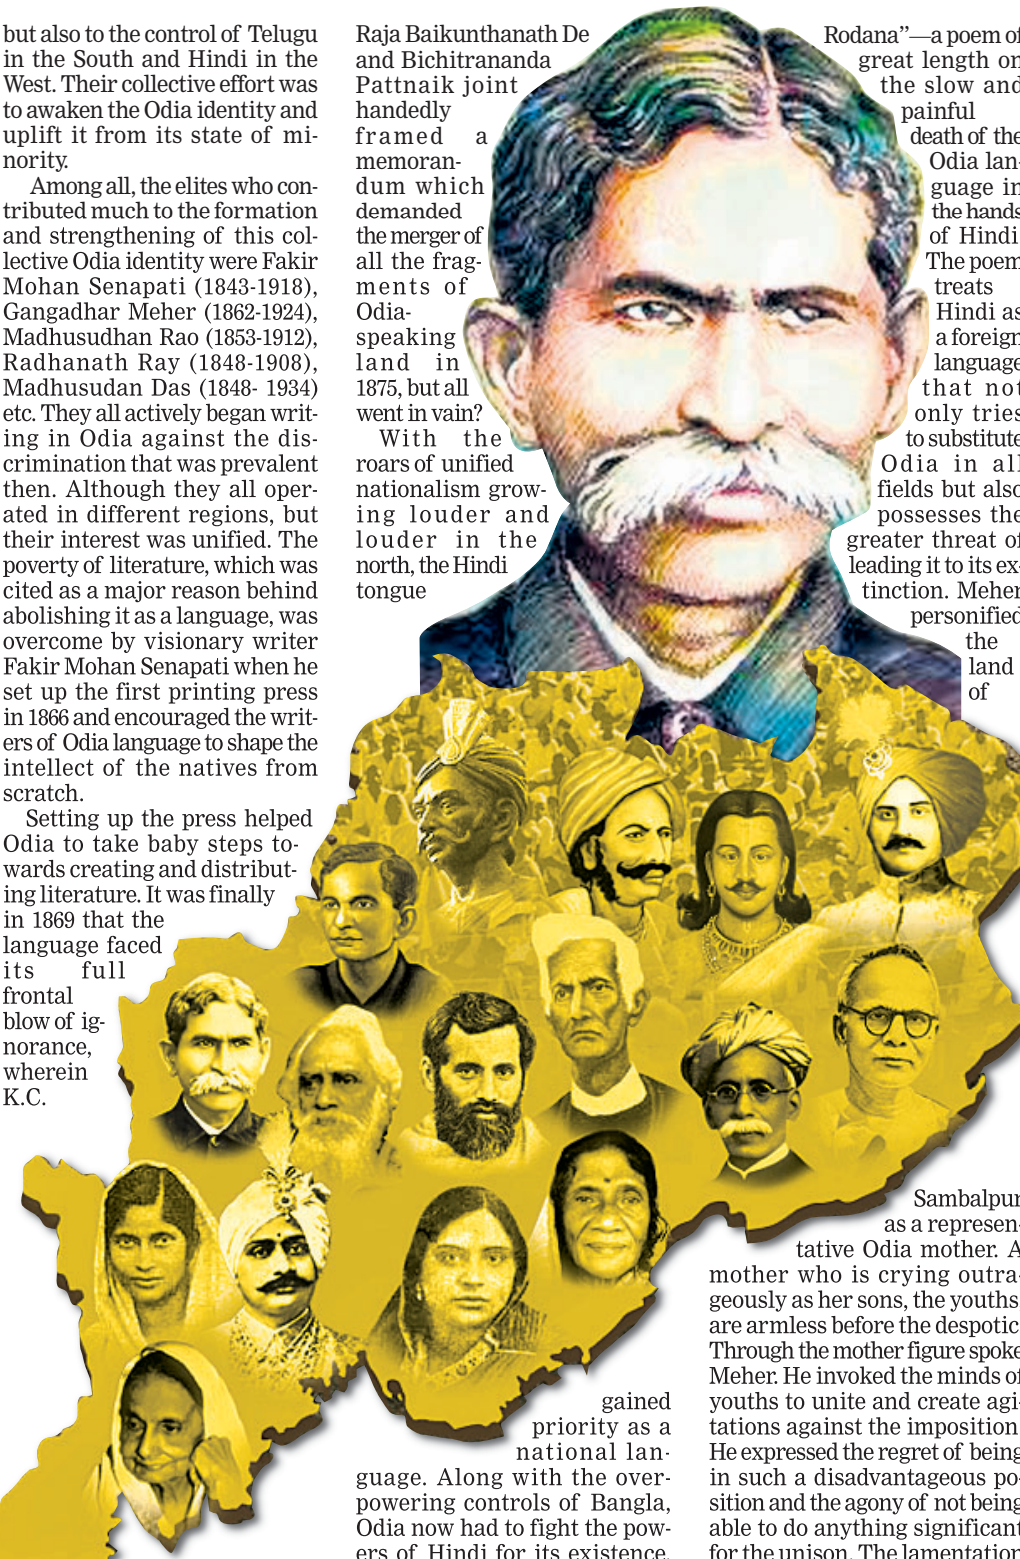 but also to the control of Telugu
in the South and Hindi in the
West. Their collective effort was
to awaken the Odia identity and
uplift it from its state of mi-
nority.
Among all, the elites who con-
tributed much to the formation
and strengthening of this col-
lective Odia identity were Fakir
Mohan Senapati (1843-1918),
Gangadhar Meher (1862-1924),
Madhusudhan Rao (1853-1912),
Radhanath Ray (1848-1908),
Madhusudan Das (1848- 1934)
etc. They all actively began writ-
ing in Odia against the dis-
crimination that was prevalent
then. Although they all oper-
ated in different regions, but
their interest was unified. The
poverty of literature, which was
cited as a major reason behind
abolishing it as a language, was
overcome by visionary writer
Fakir Mohan Senapati when he
set up the first printing press
in 1866 and encouraged the writ-
ers of Odia language to shape the
intellect of the natives from
scratch.
Setting up the press helped
Odia to take baby steps to-
wards creating and distribut-
ing literature. It was finally
in 1869 that the
language faced
its full
frontal
blow of ig-
norance,
wherein
K.C.
Raja Baikunthanath De
and Bichitrananda
Pattnaik joint
handedly
framed a
memoran-
dum which
demanded
the merger of
all the frag-
ments of
Odia-
speaking
land in
1875, but all
went in vain?
With the
roars of unified
nationalism grow-
ing louder and
louder in the
north, the Hindi
tongue
gained
priority as a
national lan-
guage. Along with the over-
powering controls of Bangla,
Odia now had to fight the pow-
ers of Hindi for its existence.
Rodana”—a poem of
great length on
the slow and
painful
death of the
Odia lan-
guage in
the hands
of Hindi
The poem
treats
Hindi as
a foreign
language
that not
only tries
to substitute
Odia in all
fields but also
possesses the
greater threat of
leading it to its ex-
tinction. Meher
personified
the
land
of
Sambalpur
as a represen-
tative Odia mother. A
mother who is crying outra-
geously as her sons, the youths
are armless before the despotic
Through the mother figure spoke
Meher. He invoked the minds of
youths to unite and create agi-
tations against the imposition
He expressed the regret of being
in such a disadvantageous po-
sition and the agony of not being
able to do anything significant
for the unison. The lamentation